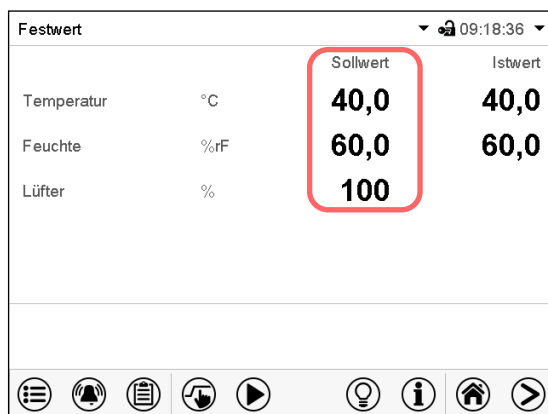 Festwert 09:18:36
Sollwert Istwert
Temperatur °C 40,0 40,0
Feuchte %rF 60,0 60,0
Lüfter % 100